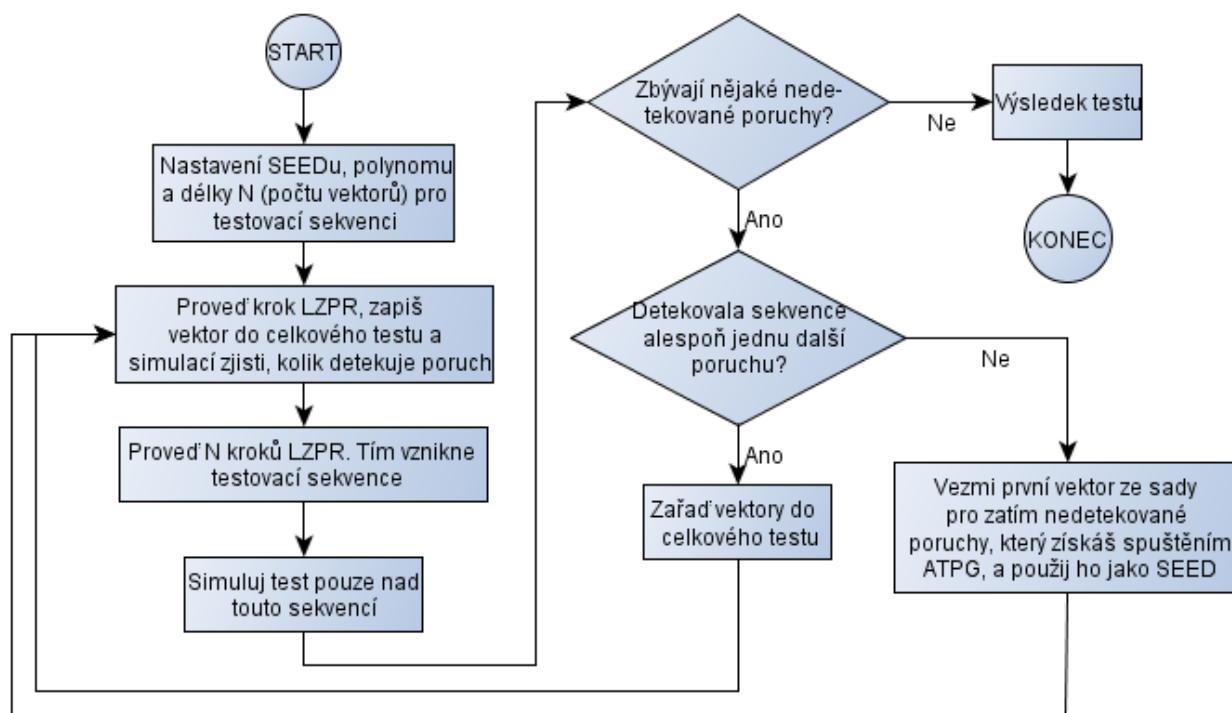 START
Nastavení SEEDu, polynomu
a délky N (počtu vektorů) pro
testovací sekvenci
Proveď krok LZPR, zapiš
vektor do celkového testu a
simulací zjisti, kolik detekuje poruch
Proveď N kroků LZPR. Tím vznikne
testovací sekvence
Simuluj test pouze nad
touto sekvencí
Zbývají nějaké nede-
tekované poruchy?
Ne
Výsledek testu
KONEC
Ano
Detekovala sekvence
alespoň jednu další
poruchu?
Ne
Ano
Zařaď vektory do
celkového testu
Vezmi první vektor ze sady
pro zatím nedetekované
poruchy, který získáš spuštěním
ATPG, a použij ho jako SEED